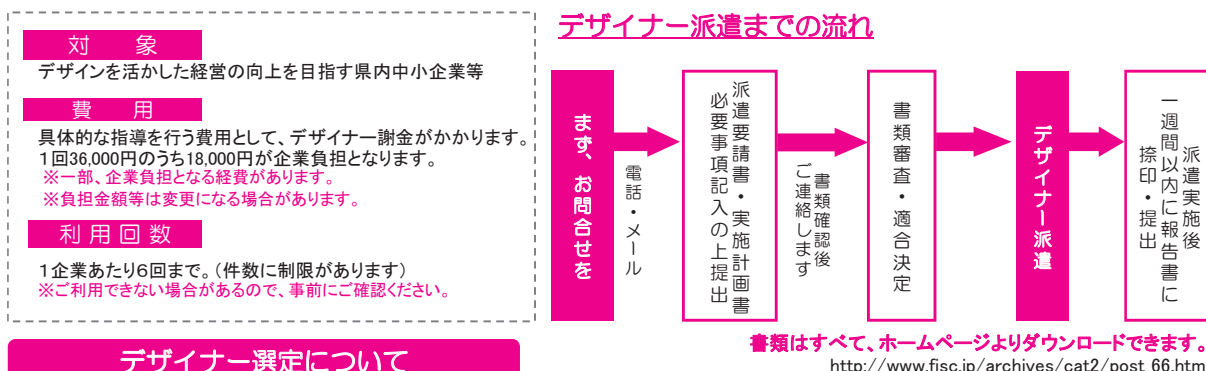 対象
デザインを活かした経営の向上を目指す県内中小企業等
費用
具体的な指導を行う費用として、デザイナー謝金がかかります。
1回36,000円のうち18,000円が企業負担となります。
※一部、企業負担となる経費があります。
※負担金額等は変更になる場合があります。
利用回数
1企業あたり6回まで。(件数に制限があります)
※ご利用できない場合があるので、事前にご確認ください。
デザイナー選定について
デザイナー派遣までの流れ
まず、お問合せを
電話・メール
派遣要請書・実施計画書
必要事項記入の上提出
書類確認後
ご連絡します
書類審査・適合決定
デザイナー派遣
派遣実施後
一週間以内に報告書に
捺印・提出
書類はすべて、ホームページよりダウンロードできます。
http://www.fisc.jp/archives/cat2/post_66.htm